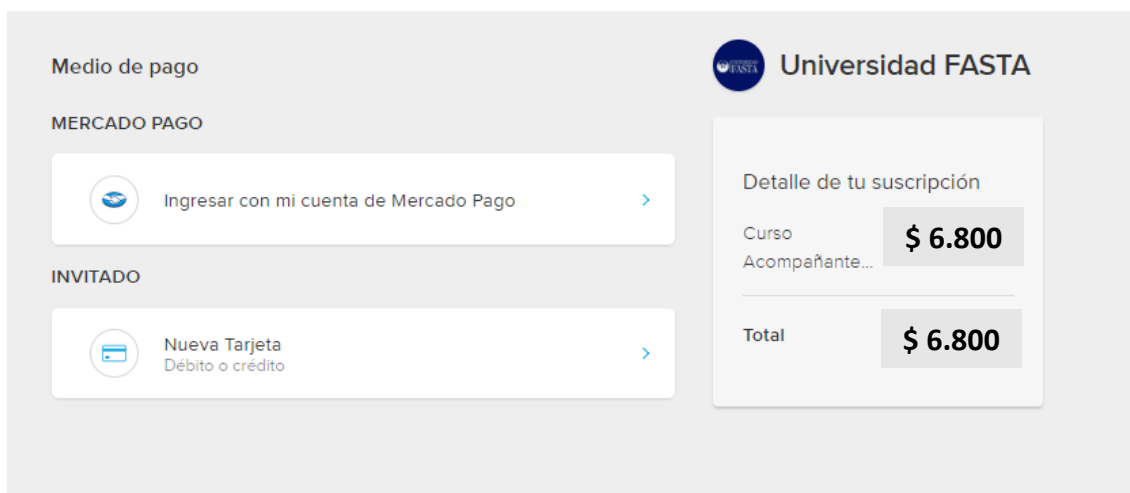 Medio de pago
MERCADO PAGO
Ingresar con mi cuenta de Mercado Pago
INVITADO
Nueva Tarjeta
Débito o crédito
FASTA
Universidad FASTA
Detalle de tu suscripción
Curso
Acompañante...
$ 6.800
Total
$ 6.800